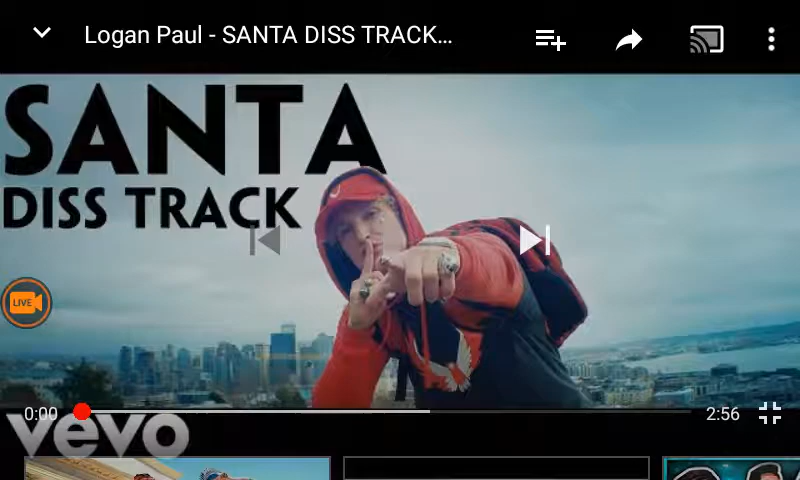 Logan Paul - SANTA DISS TRACK...
SANTA
DISS TRACK
LIVE
0:00
2:56
vevo